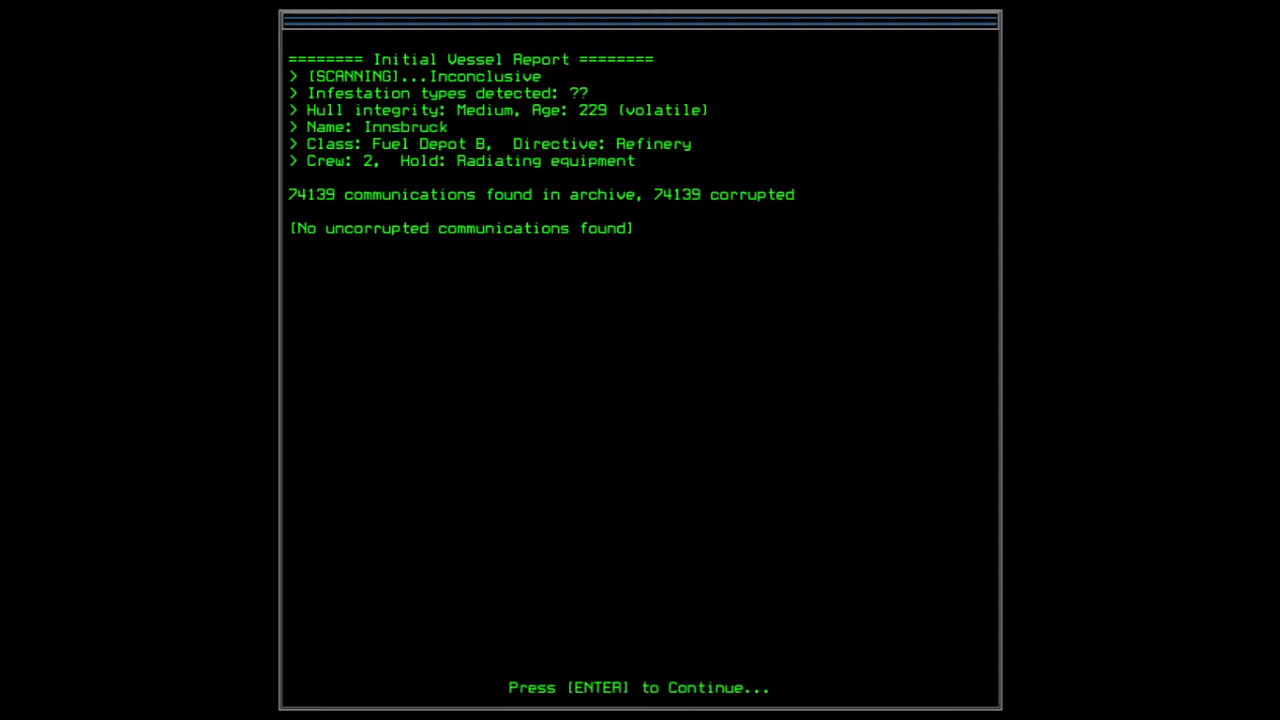 ======== Initial Vessel Report ========
> [SCANNING]...Inconclusive
> Infestation types detected: ??
> Hull integrity: Medium, Age: 229 (volatile)
> Name: Innsbruck
> Class: Fuel Depot B,  Directive: Refinery
> Crew: 2,  Hold: Radiating equipment
74139 communications found in archive, 74139 corrupted
[No uncorrupted communications found]
Press [ENTER] to Continue...